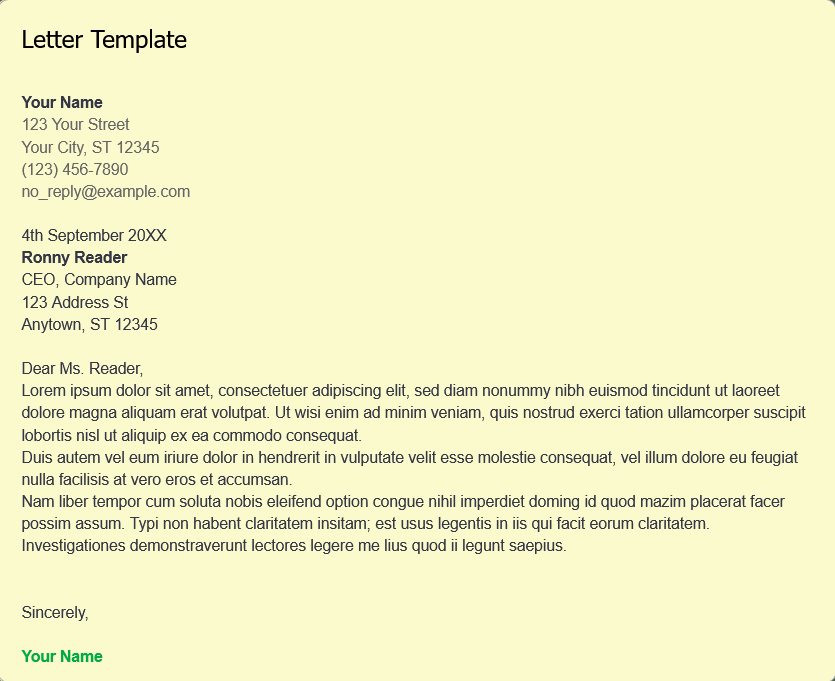 Letter Template
Your Name
123 Your Street
Your City, ST 12345
(123) 456-7890
no_reply@example.com
4th September 20XX
Ronny Reader
CEO, Company Name
123 Address St
Anytown, ST 12345
Dear Ms. Reader,
Lorem ipsum dolor sit amet, consectetuer adipiscing elit, sed diam nonummy nibh euismod tincidunt ut laoreet
dolore magna aliquam erat volutpat. Ut wisi enim ad minim veniam, quis nostrud exerci tation ullamcorper suscipit
lobortis nisl ut aliquip ex ea commodo consequat.
Duis autem vel eum iriure dolor in hendrerit in vulputate velit esse molestie consequat, vel illum dolore eu feugiat
nulla facilisis at vero eros et accumsan.
Nam liber tempor cum soluta nobis eleifend option congue nihil imperdiet doming id quod mazim placerat facer
possim assum. Typi non habent claritatem insitam; est usus legentis in iis qui facit eorum claritatem.
Investigationes demonstraverunt lectores legere me lius quod ii legunt saepius.
Sincerely,
Your Name